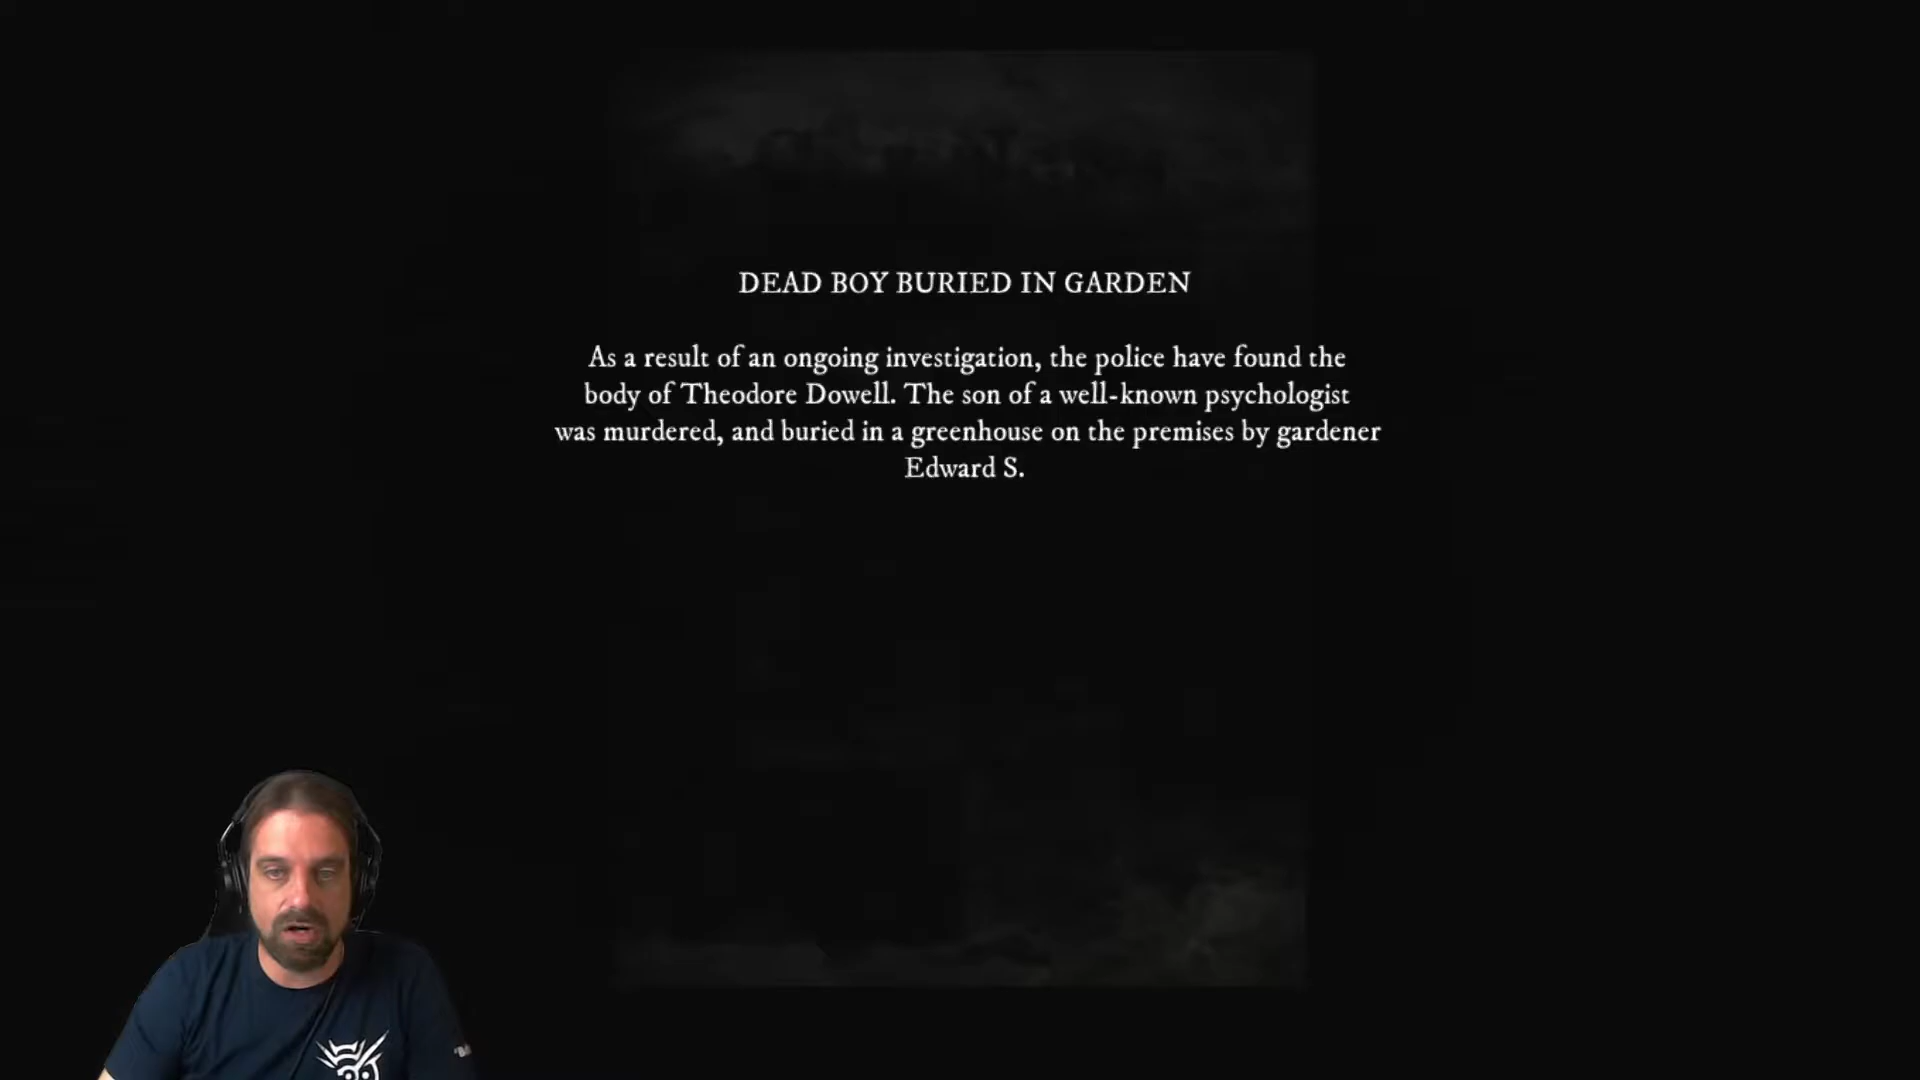 DEAD BOY BURIED IN GARDEN
As a result of an ongoing investigation, the police have found the
body of Theodore Dowell. The son of a well-known psychologist
was murdered, and buried in a greenhouse on the premises by gardener
Edward S.